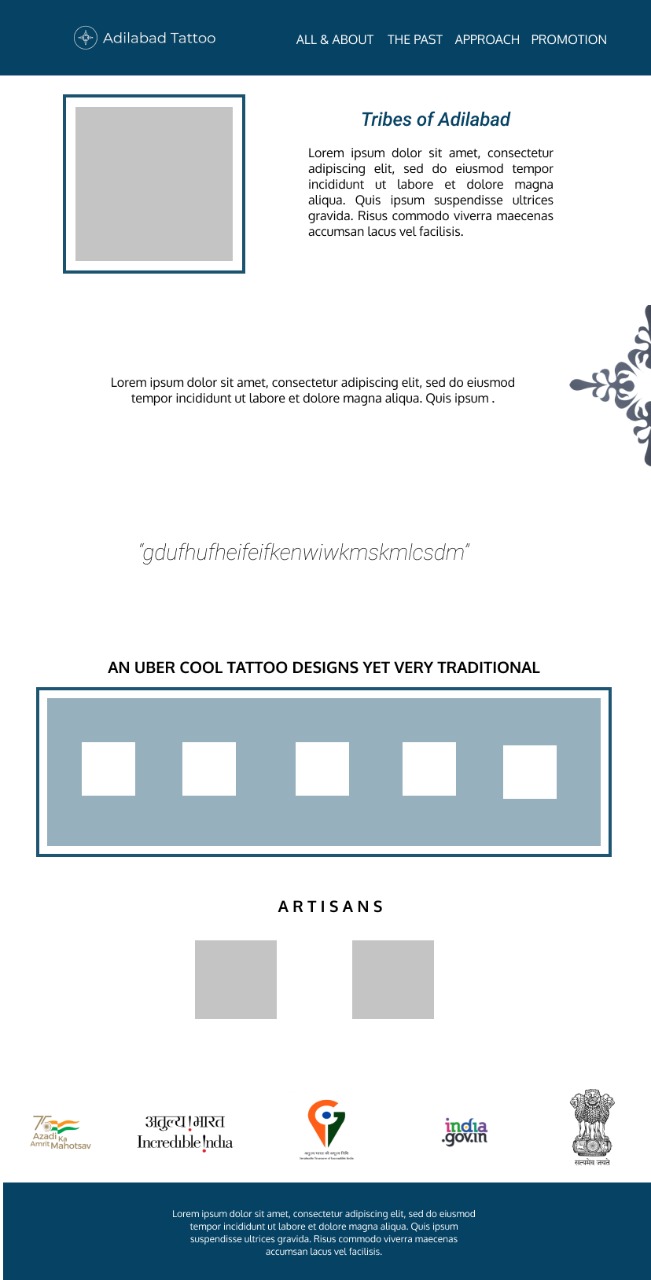 Adilabad Tattoo
ALL & ABOUT THE PAST APPROACH PROMOTION
Tribes of Adilabad
Lorem ipsum dolor sit amet, consectetur
adipiscing elit, sed do eiusmod tempor
incididunt ut labore et dolore magna
aliqua. Quis ipsum suspendisse ultrices
gravida. Risus commodo viverra maecenas
accumsan lacus vel facilisis.
Lorem ipsum dolor sit amet, consectetur adipiscing elit, sed do eiusmod
tempor incididunt ut labore et dolore magna aliqua. Quis ipsum .
"gdufhufheifeifkenwiwkmskmlcsdm"
AN UBER COOL TATTOO DESIGNS YET VERY TRADITIONAL
ARTISANS
75
Azadi Ka
Amrit Mahotsav
अतुल्य ! भारत
Incredible !ndia
india
.gov.in
सत्यमेव जयते
Lorem ipsum dolor sit amet, consectetur adipiscing elit, sed do eiusmod
tempor incididunt ut labore et dolore magna aliqua. Quis ipsum
suspendisse ultrices gravida. Risus commodo viverra maecenas
accumsan lacus vel facilisis.